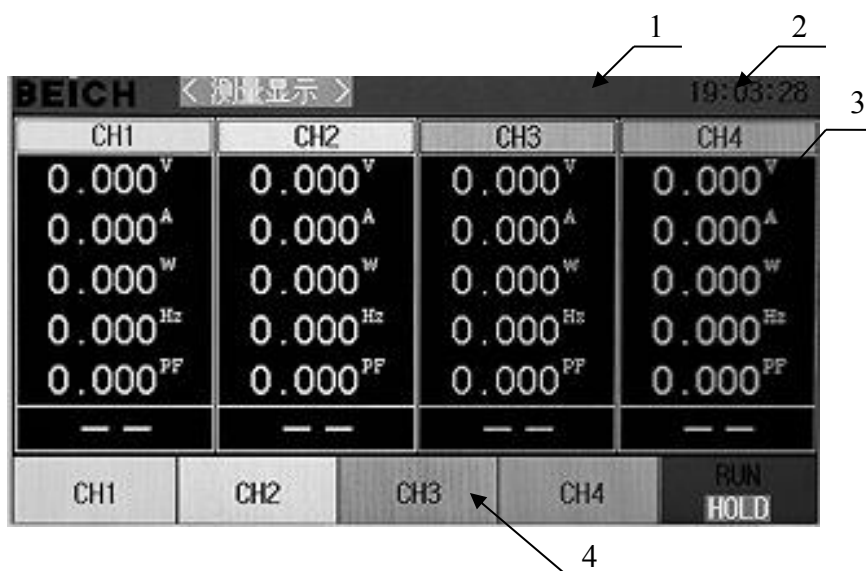 1 2
BEICH <测量显示> 19:03:28
3
CH1 CH2 CH3 CH4
0.000V 0.000V 0.000V 0.000V
0.000A 0.000A 0.000A 0.000A
0.000W 0.000W 0.000W 0.000W
0.000Hz 0.000Hz 0.000Hz 0.000Hz
0.000PF 0.000PF 0.000PF 0.000PF
-- -- -- --
CH1 CH2 CH3 CH4 RUN
HOLD
4